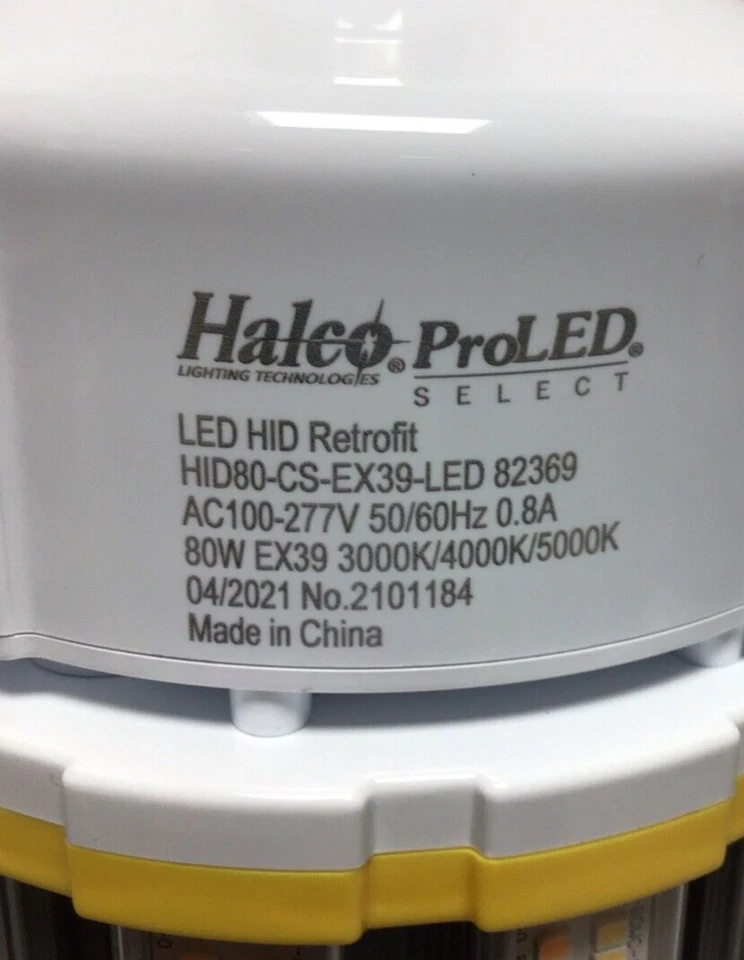 Halco® ProLED®
LIGHTING TECHNOLOGIES SELECT
LED HID Retrofit
HID80-CS-EX39-LED 82369
AC100-277V 50/60Hz 0.8A
80W EX39 3000K/4000K/5000K
04/2021 No.2101184
Made in China